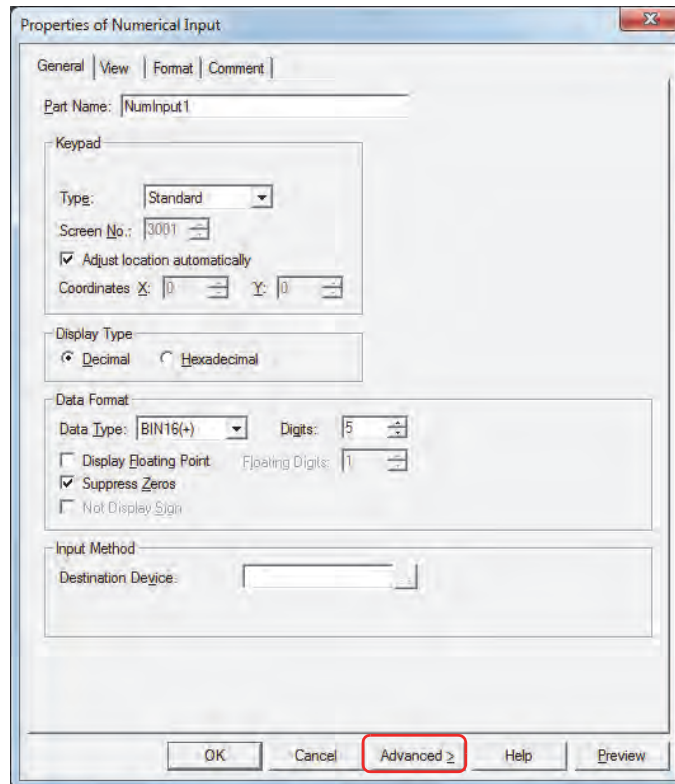 Properties of Numerical Input
General View Format Comment
Part Name: NumInput1
Keypad
Type: Standard
Screen No.: 3001
Adjust location automatically
Coordinates X: 0 Y: 0
Display Type
Decimal Hexadecimal
Data Format
Data Type: BIN16(+) Digits: 5
Display Floating Point Floating Digits: 1
Suppress Zeros
Not Display Sign
Input Method
Destination Device:
OK Cancel Advanced > Help Preview